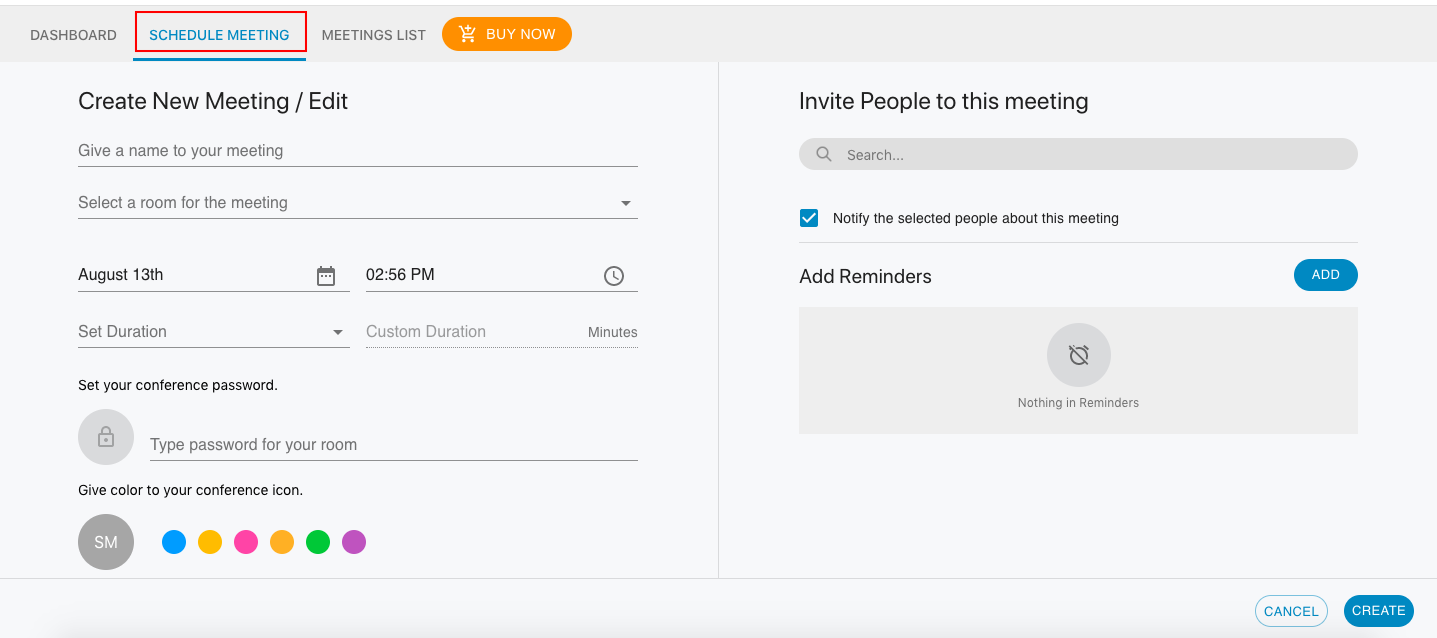 DASHBOARD SCHEDULE MEETING MEETINGS LIST BUY NOW
Create New Meeting / Edit
Give a name to your meeting
Select a room for the meeting
August 13th 02:56 PM
Set Duration Custom Duration Minutes
Set your conference password.
Type password for your room
Give color to your conference icon.
SM
Invite People to this meeting
Search...
Notify the selected people about this meeting
Add Reminders ADD
Nothing in Reminders
CANCEL CREATE